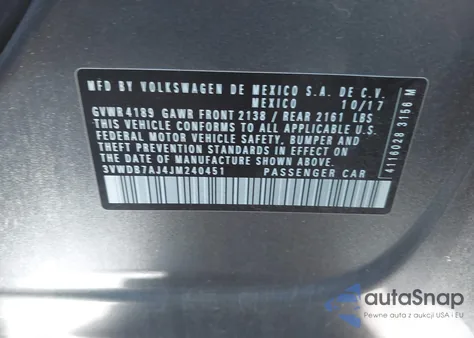 MFD BY VOLKSWAGEN DE MEXICO S.A. DE C.V.
MEXICO 10/17
GVWR4189 GAWR FRONT 2138 / REAR 2161 LBS
THIS VEHICLE CONFORMS TO ALL APPLICABLE
FEDERAL MOTOR VEHICLE SAFETY, BUMPER AND
THEFT PREVENTION STANDARDS IN EFFECT ON
THE DATE OF MANUFACTURE SHOWN ABOVE
3VWDB7AJ4JM240451 PASSENGER CAR
4116028 3156 M
autoSnap
Pewne auta z aukcji USA i EU